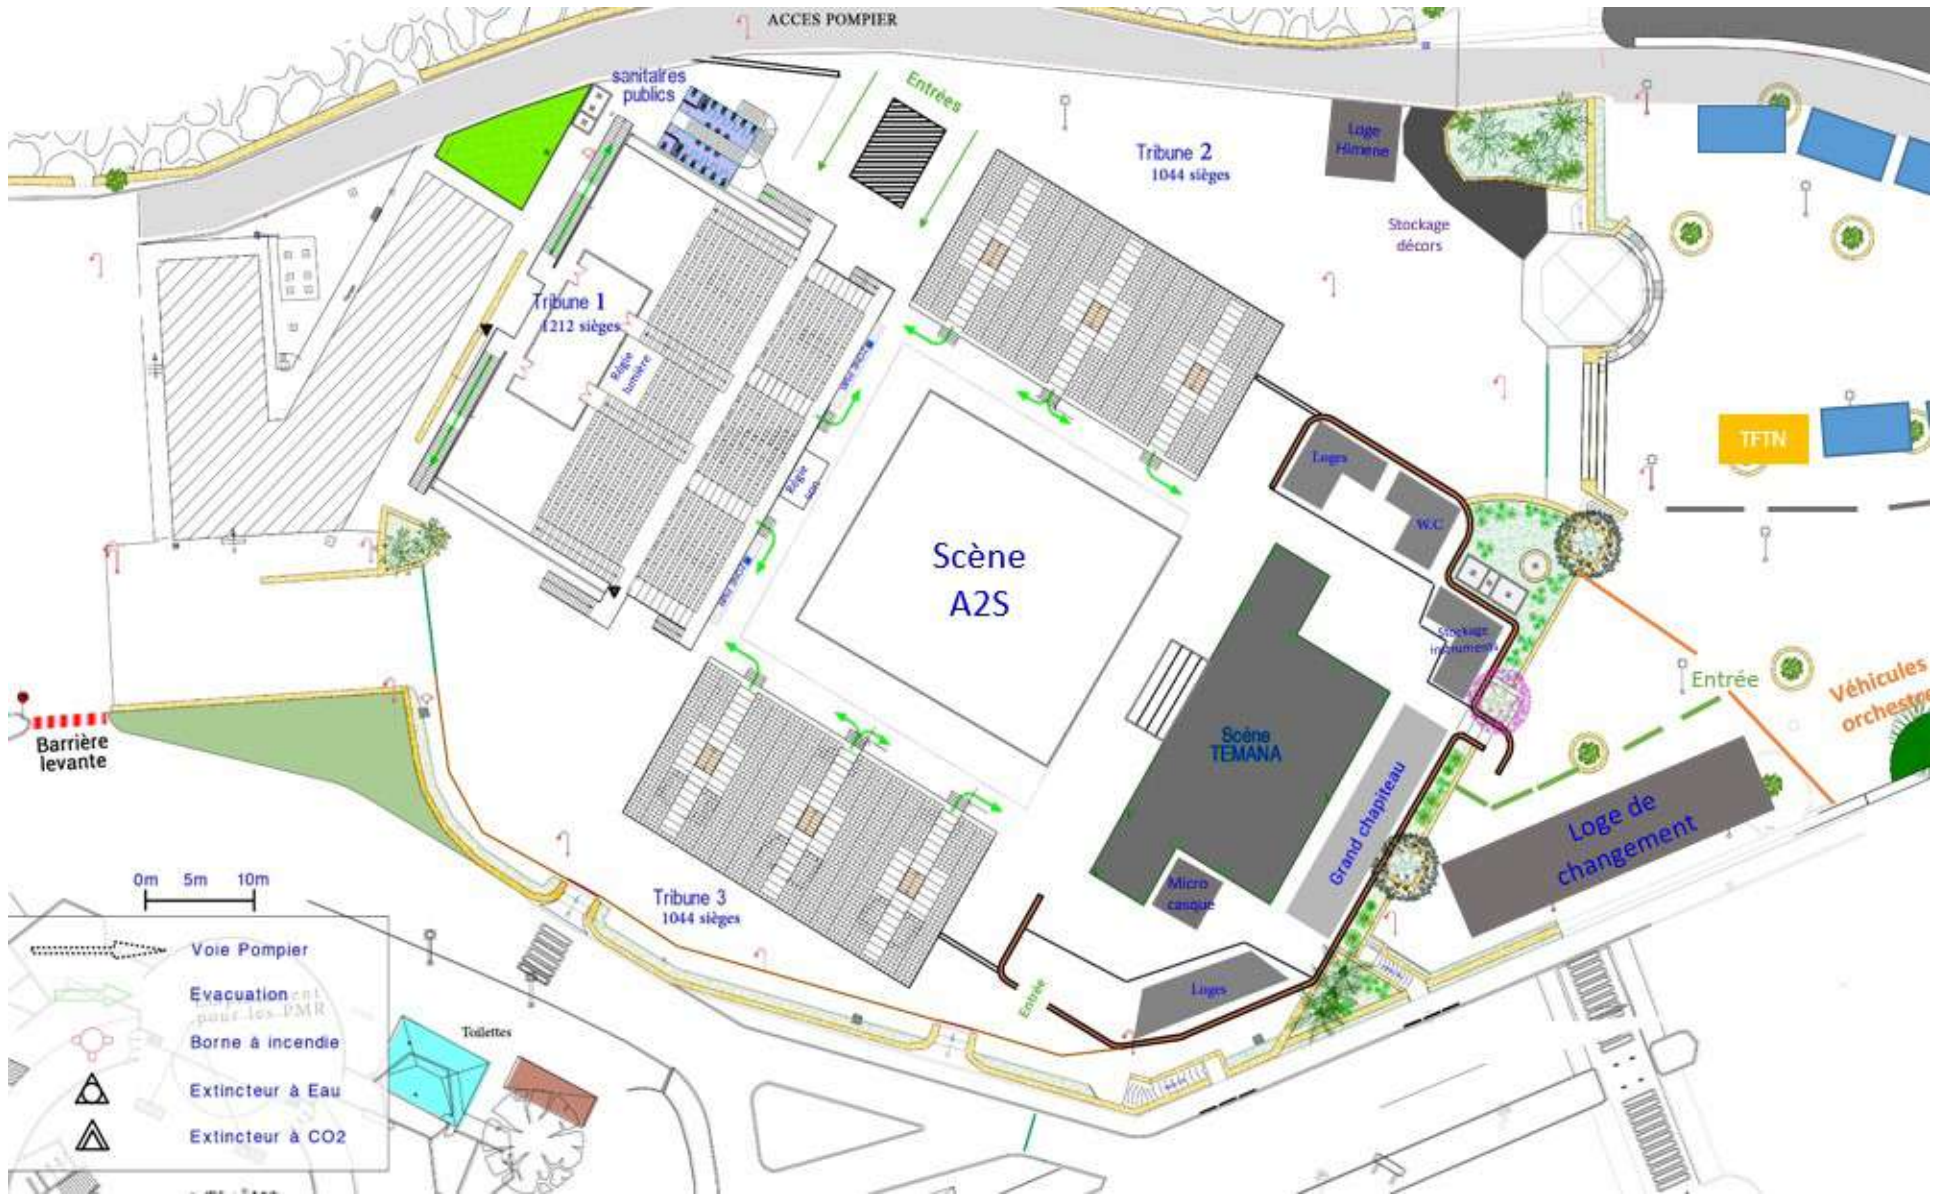 ACCES POMPIER
sanitaires
publics
Entrées
Tribune 2
1044 sièges
Loge
Himene
Stockage
décors
Tribune 1
1212 sièges
Régie
lumière
Régie
son
TFTN
Loges
W.C
Scène
A2S
Stockage
instruments
Entrée
Véhicules
orchestre
Barrière
levante
Scène
TEMANA
Grand chapiteau
Loge de
changement
Micro
casque
Tribune 3
1044 sièges
Loges
Entrée
0m 5m 10m
Voie Pompier
Evacuation
pour les PMR
Borne à incendie
Toilettes
Extincteur à Eau
Extincteur à CO2